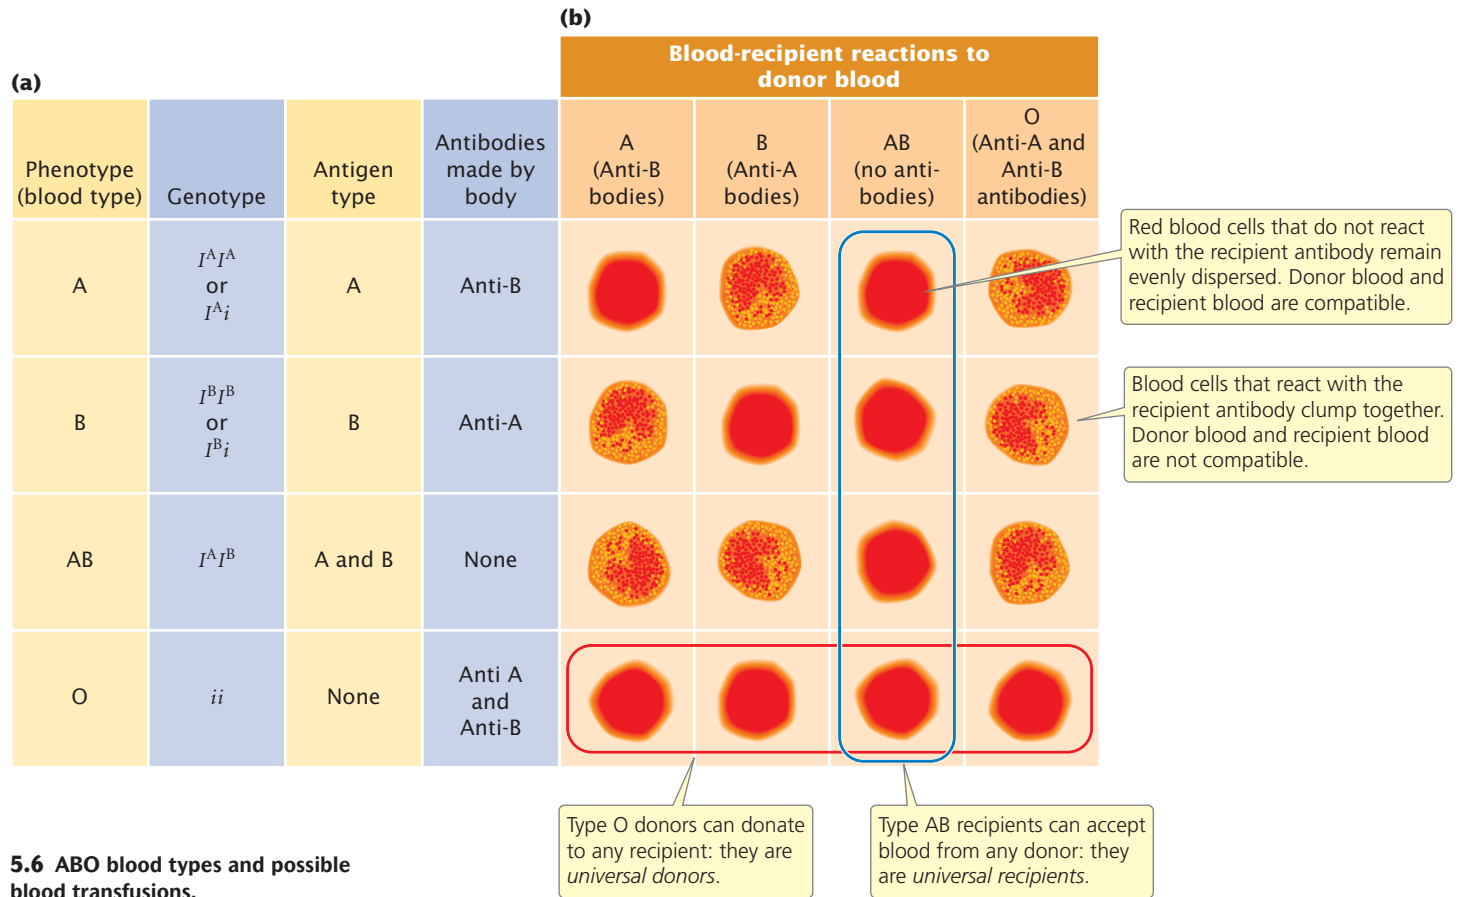 (b)
Blood-recipient reactions to
donor blood
(a)
Phenotype
(blood type)
Genotype
Antigen
type
Antibodies
made by
body
A
(Anti-B
bodies)
B
(Anti-A
bodies)
AB
(no anti-
bodies)
O
(Anti-A and
Anti-B
antibodies)
A
IᴬIᴬ
or
Iᴬi
A
Anti-B
Red blood cells that do not react
with the recipient antibody remain
evenly dispersed. Donor blood and
recipient blood are compatible.
B
IᴮIᴮ
or
Iᴮi
B
Anti-A
Blood cells that react with the
recipient antibody clump together.
Donor blood and recipient blood
are not compatible.
AB
IᴬIᴮ
A and B
None
O
ii
None
Anti A
and
Anti-B
Type O donors can donate
to any recipient: they are
universal donors.
Type AB recipients can accept
blood from any donor: they
are universal recipients.
5.6 ABO blood types and possible
blood transfusions.